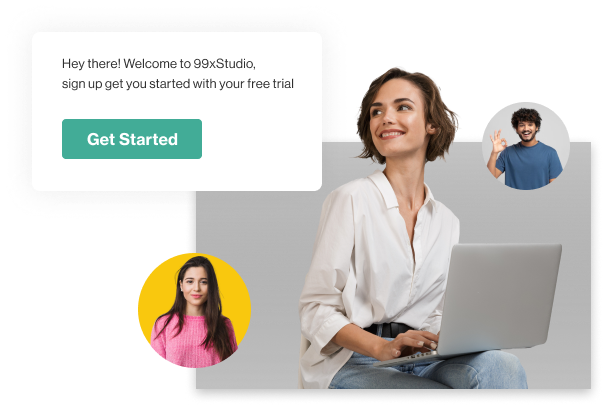 Hey there! Welcome to 99xStudio,
sign up get you started with your free trial
Get Started